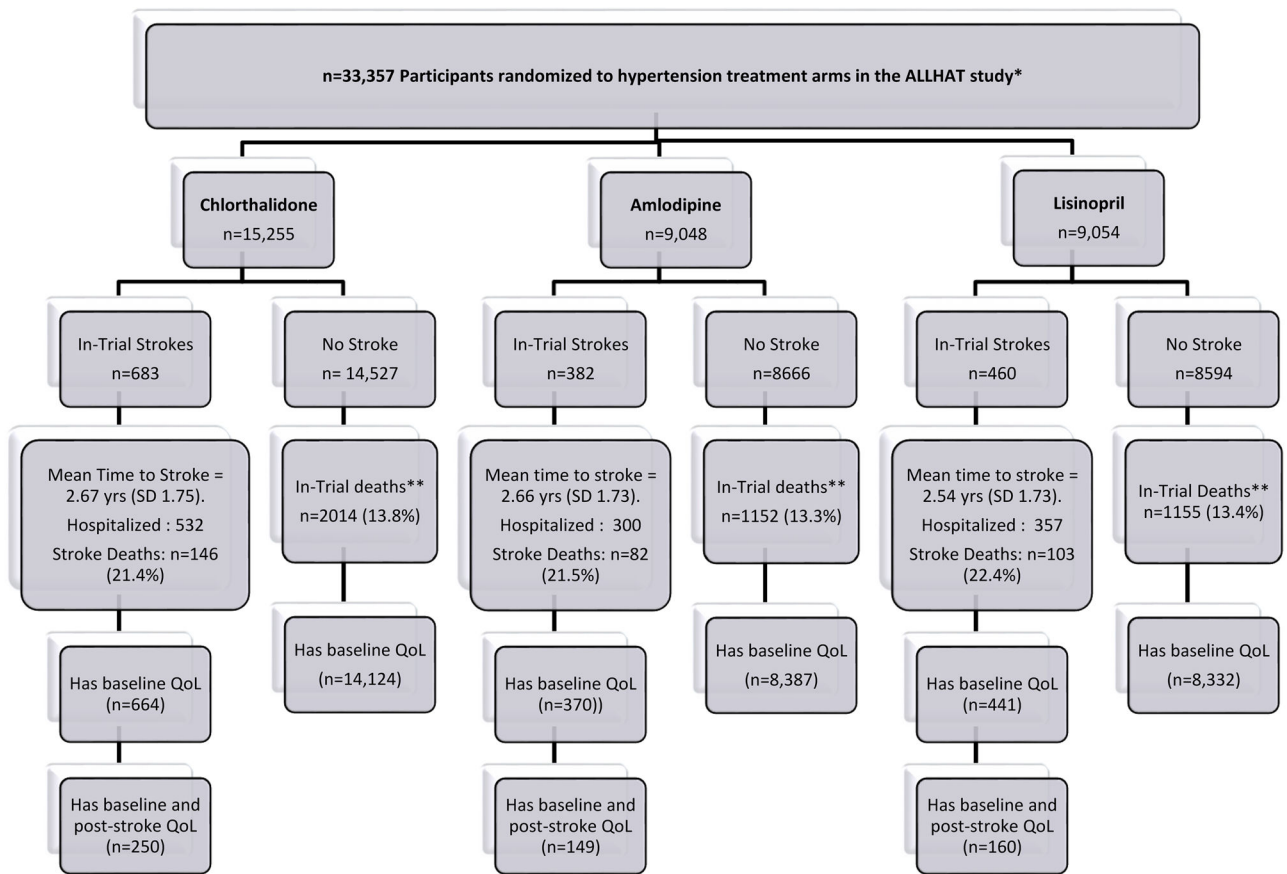 n=33,357 Participants randomized to hypertension treatment arms in the ALLHAT study*
Chlorthalidone
n=15,255
Amlodipine
n=9,048
Lisinopril
n=9,054
In-Trial Strokes
n=683
No Stroke
n= 14,527
In-Trial Strokes
n=382
No Stroke
n=8666
In-Trial Strokes
n=460
No Stroke
n=8594
Mean Time to Stroke =
2.67 yrs (SD 1.75).
Hospitalized : 532
Stroke Deaths: n=146
(21.4%)
In-Trial deaths**
n=2014 (13.8%)
Mean time to stroke =
2.66 yrs (SD 1.73).
Hospitalized : 300
Stroke Deaths: n=82
(21.5%)
In-Trial deaths**
n=1152 (13.3%)
Mean time to stroke =
2.54 yrs (SD 1.73).
Hospitalized : 357
Stroke Deaths: n=103
(22.4%)
In-Trial Deaths**
n=1155 (13.4%)
Has baseline QoL
(n=664)
Has baseline QoL
(n=14,124)
Has baseline QoL
(n=370))
Has baseline QoL
(n=8,387)
Has baseline QoL
(n=441)
Has baseline QoL
(n=8,332)
Has baseline and
post-stroke QoL
(n=250)
Has baseline and
post-stroke QoL
(n=149)
Has baseline and
post-stroke QoL
(n=160)